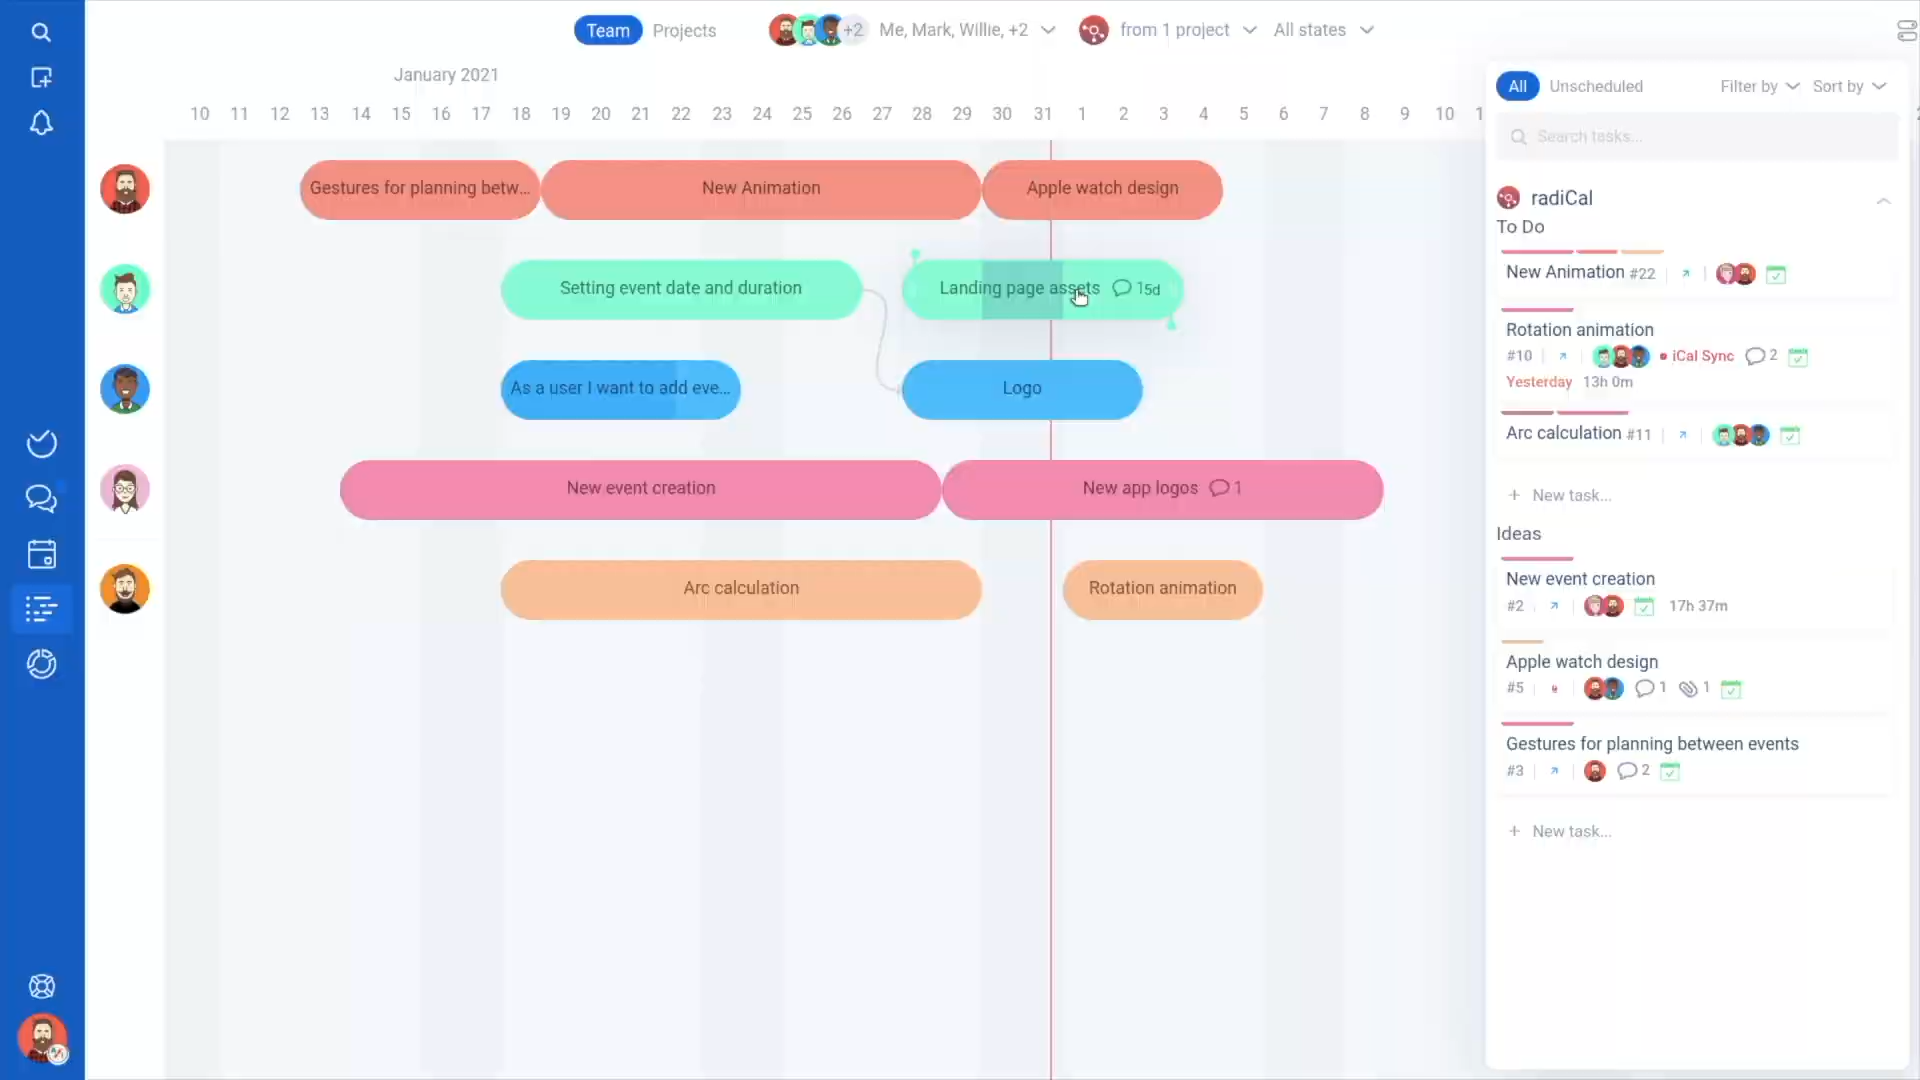 Team Projects +2 Me, Mark, Willie, +2 from 1 project All states
January 2021
10 11 12 13 14 15 16 17 18 19 20 21 22 23 24 25 26 27 28 29 30 31 1 2 3 4 5 6 7 8 9 10
Gestures for planning betw... New Animation Apple watch design
Setting event date and duration Landing page assets
As a user I want to add eve... Logo
New event creation New app logos 1
Arc calculation Rotation animation
All Unscheduled Filter by Sort by
Search tasks...
radiCal
To Do
New Animation #22
Rotation animation
#10 iCal Sync 2
Yesterday 13h 0m
Arc calculation #11
+ New task...
Ideas
New event creation
#2 17h 37m
Apple watch design
#5 1 1
Gestures for planning between events
#3 2
+ New task...